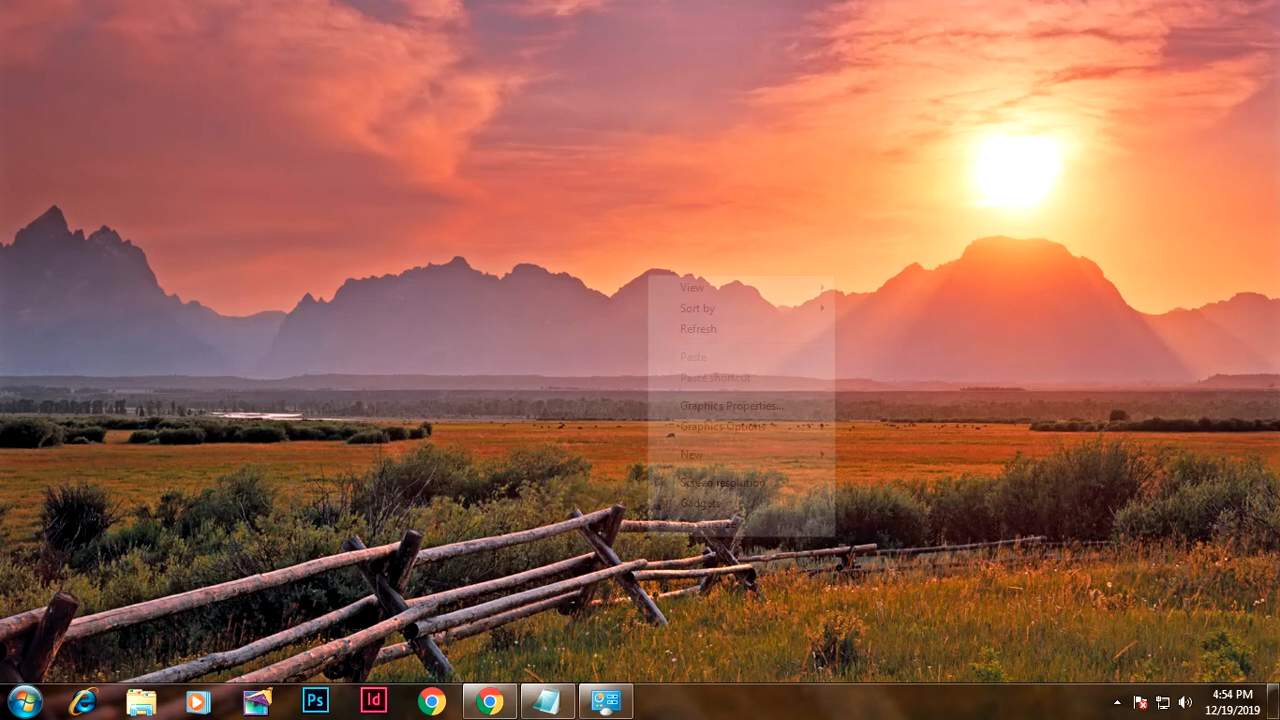 View
Sort by
Refresh
Paste
Paste shortcut
Graphics Properties...
Graphics Options
New
Screen resolution
Gadgets
Ps
Id
4:54 PM
12/19/2019